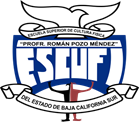 ESCUELA SUPERIOR DE CULTURA FÍSICA
"PROFR. ROMÁN POZO MÉNDEZ"
ESCUFI
DEL ESTADO DE BAJA CALIFORNIA SUR